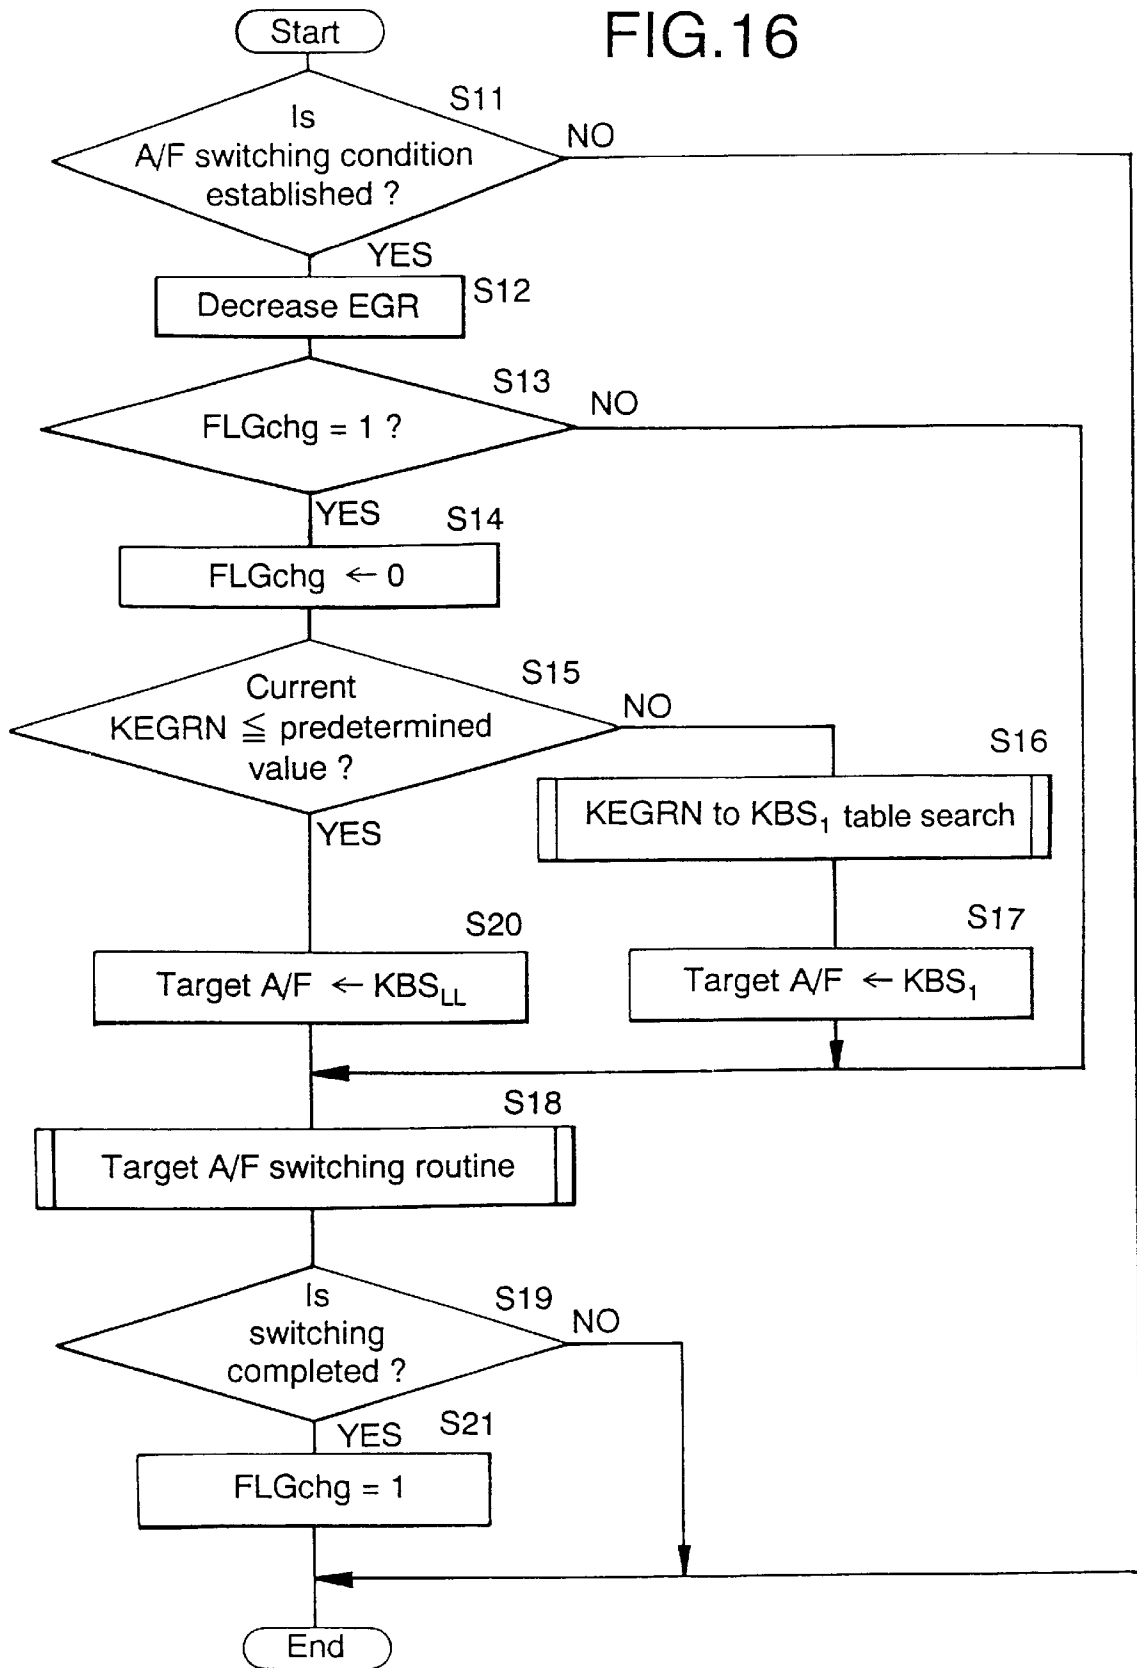 FIG.16
Start
S11
Is
A/F switching condition
established ?
NO
YES
S12
Decrease EGR
S13
FLGchg = 1 ?
NO
YES
S14
FLGchg ← 0
S15
Current
KEGRN ≦ predetermined
value ?
NO
YES
S16
KEGRN to KBS₁ table search
S17
Target A/F ← KBS₁
S20
Target A/F ← KBS_LL
S18
Target A/F switching routine
S19
Is
switching
completed ?
NO
YES
S21
FLGchg = 1
End